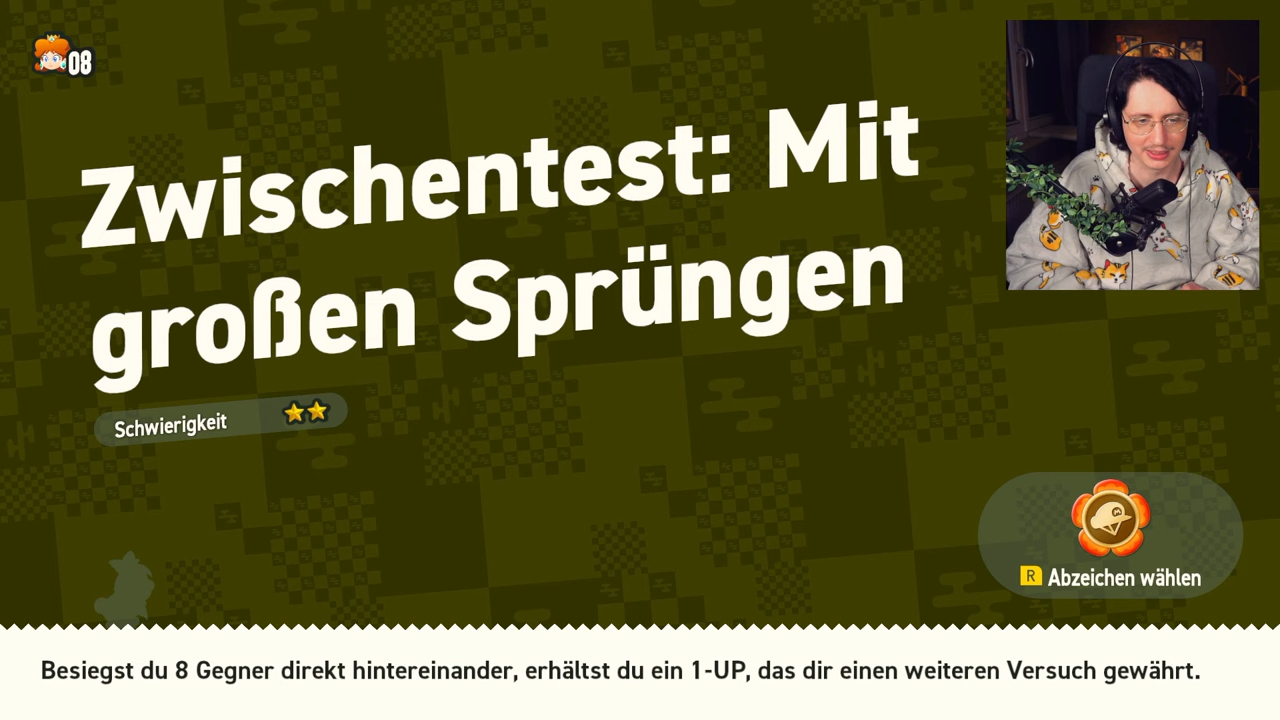 08
Zwischentest: Mit
großen Sprüngen
Schwierigkeit
R Abzeichen wählen
Besiegst du 8 Gegner direkt hintereinander, erhältst du ein 1-UP, das dir einen weiteren Versuch gewährt.